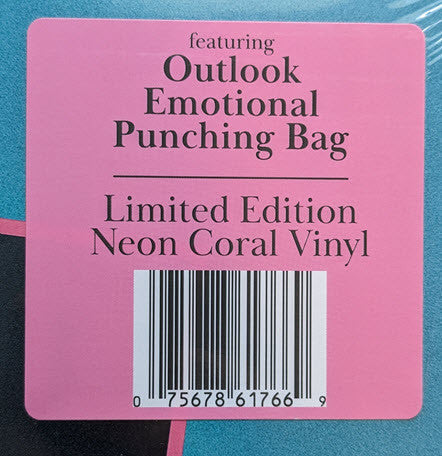 featuring
Outlook
Emotional
Punching Bag
Limited Edition
Neon Coral Vinyl
0 75678 61766 9